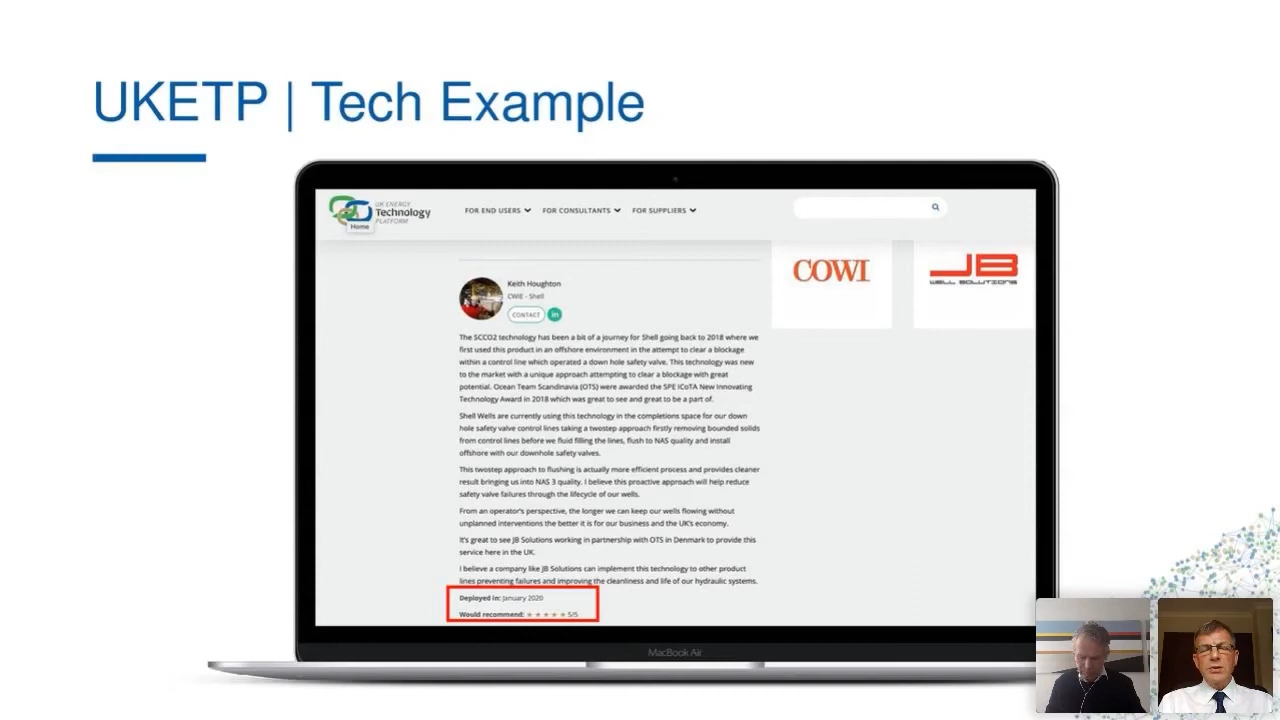 UKETP | Tech Example
UK ENERGY
Technology
PLATFORM
Home
FOR END USERS
FOR CONSULTANTS
FOR SUPPLIERS
COWI
JB
WELL SOLUTIONS
Keith Houghton
CWIE - Shell
CONTACT
in
The SCCO2 technology has been a bit of a journey for Shell going back to 2018 where we
first used this product in an offshore environment in the attempt to clear a blockage
within a control line which operated a down hole safety valve. This technology was new
to the market with a unique approach attempting to clear a blockage with great
potential. Ocean Team Scandinavia (OTS) were awarded the SPE ICoTA New Innovating
Technology Award in 2018 which was great to see and great to be a part of.
Shell Wells are currently using this technology in the completions space for our down
hole safety valve control lines taking a twostep approach firstly removing bounded solids
from control lines before we fluid filling the lines, flush to NAS quality and install
offshore with our downhole safety valves.
This twostep approach to flushing is actually more efficient process and provides cleaner
result bringing us into NAS 3 quality. I believe this proactive approach will help reduce
safety valve failures through the lifecycle of our wells.
From an operator's perspective, the longer we can keep our wells flowing without
unplanned interventions the better it is for our business and the UK's economy.
It's great to see JB Solutions working in partnership with OTS in Denmark to provide this
service here in the UK.
I believe a company like JB Solutions can implement this technology to other product
lines preventing failures and improving the cleanliness and life of our hydraulic systems.
Deployed in: January 2020
Would recommend: ★ ★ ★ ★ ★ 5/5
MacBook Air